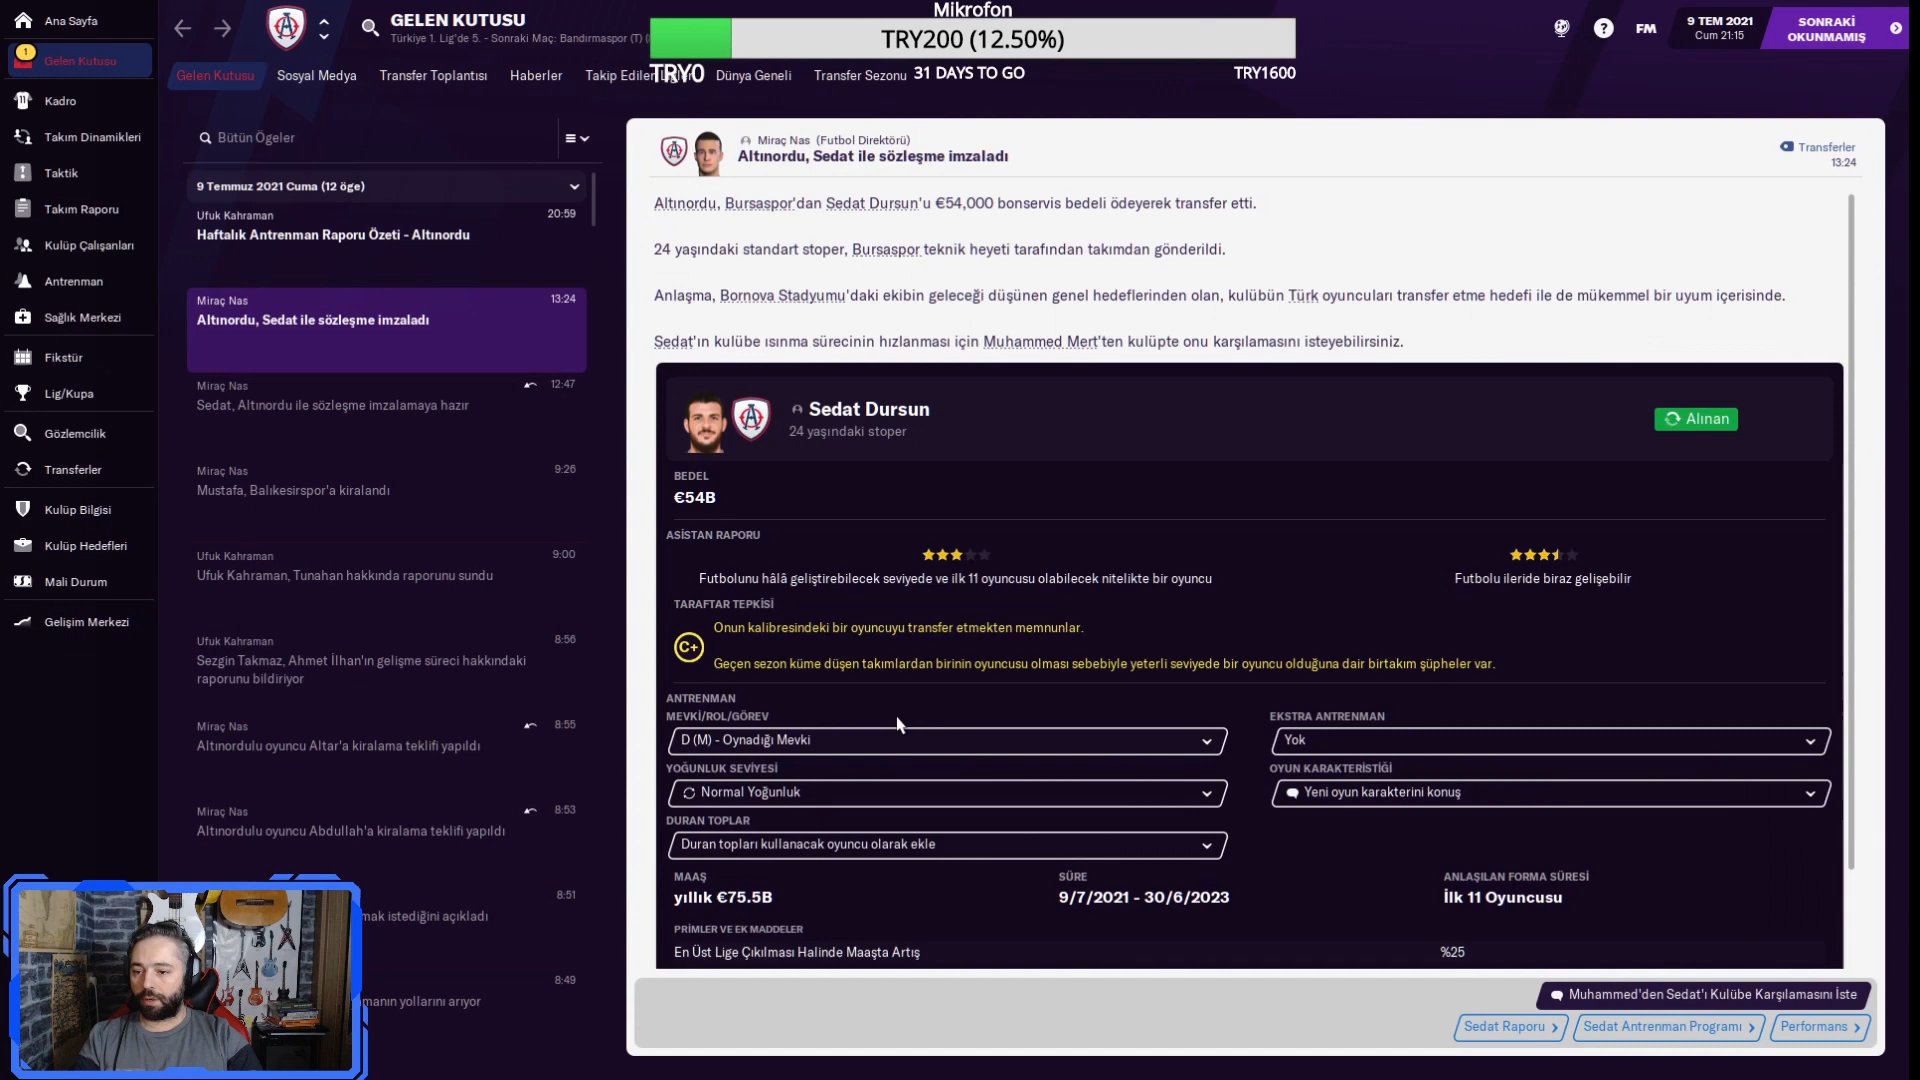 Ana Sayfa
1
Gelen Kutusu
Kadro
Takım Dinamikleri
Taktik
Takım Raporu
Kulüp Çalışanları
Antrenman
Sağlık Merkezi
Fikstür
Lig/Kupa
Gözlemcilik
Transferler
Kulüp Bilgisi
Kulüp Hedefleri
Mali Durum
Gelişim Merkezi
GELEN KUTUSU
Türkiye 1. Lig'de 5. - Sonraki Maç: Bandırmaspor (T)
Mikrofon
TRY200 (12.50%)
TRY0
31 DAYS TO GO
TRY1600
FM
9 TEM 2021
Cum 21:15
SONRAKİ
OKUNMAMIŞ
Gelen Kutusu
Sosyal Medya
Transfer Toplantısı
Haberler
Takip Edilen
Dünya Geneli
Transfer Sezonu
Bütün Ögeler
9 Temmuz 2021 Cuma (12 öge)
Ufuk Kahraman 20:59
Haftalık Antrenman Raporu Özeti - Altınordu
Miraç Nas 13:24
Altınordu, Sedat ile sözleşme imzaladı
Miraç Nas 12:47
Sedat, Altınordu ile sözleşme imzalamaya hazır
Miraç Nas 9:26
Mustafa, Balıkesirspor'a kiralandı
Ufuk Kahraman 9:00
Ufuk Kahraman, Tunahan hakkında raporunu sundu
Ufuk Kahraman 8:56
Sezgin Takmaz, Ahmet İlhan'ın gelişme süreci hakkındaki
raporunu bildiriyor
Miraç Nas 8:55
Altınordulu oyuncu Altar'a kiralama teklifi yapıldı
Miraç Nas 8:53
Altınordulu oyuncu Abdullah'a kiralama teklifi yapıldı
8:51
mak istediğini açıkladı
8:49
manın yollarını arıyor
Miraç Nas (Futbol Direktörü)
Altınordu, Sedat ile sözleşme imzaladı
Transferler
13:24
Altınordu, Bursaspor'dan Sedat Dursun'u €54,000 bonservis bedeli ödeyerek transfer etti.
24 yaşındaki standart stoper, Bursaspor teknik heyeti tarafından takımdan gönderildi.
Anlaşma, Bornova Stadyumu'daki ekibin geleceği düşünen genel hedeflerinden olan, kulübün Türk oyuncuları transfer etme hedefi ile de mükemmel bir uyum içerisinde.
Sedat'ın kulübe ısınma sürecinin hızlanması için Muhammed Mert'ten kulüpte onu karşılamasını isteyebilirsiniz.
Sedat Dursun
24 yaşındaki stoper
Alınan
BEDEL
€54B
ASİSTAN RAPORU
Futbolunu hâlâ geliştirebilecek seviyede ve ilk 11 oyuncusu olabilecek nitelikte bir oyuncu
Futbolu ileride biraz gelişebilir
TARAFTAR TEPKİSİ
C+
Onun kalibresindeki bir oyuncuyu transfer etmekten memnunlar.
Geçen sezon küme düşen takımlardan birinin oyuncusu olması sebebiyle yeterli seviyede bir oyuncu olduğuna dair birtakım şüpheler var.
ANTRENMAN
MEVKİ/ROL/GÖREV
D (M) - Oynadığı Mevki
EKSTRA ANTRENMAN
Yok
YOĞUNLUK SEVİYESİ
Normal Yoğunluk
OYUN KARAKTERİSTİĞİ
Yeni oyun karakterini konuş
DURAN TOPLAR
Duran topları kullanacak oyuncu olarak ekle
MAAŞ
yıllık €75.5B
SÜRE
9/7/2021 - 30/6/2023
ANLAŞILAN FORMA SÜRESİ
İlk 11 Oyuncusu
PRİMLER VE EK MADDELER
En Üst Lige Çıkılması Halinde Maaşta Artış %25
Muhammed'den Sedat'ı Kulübe Karşılamasını İste
Sedat Raporu
Sedat Antrenman Programı
Performans